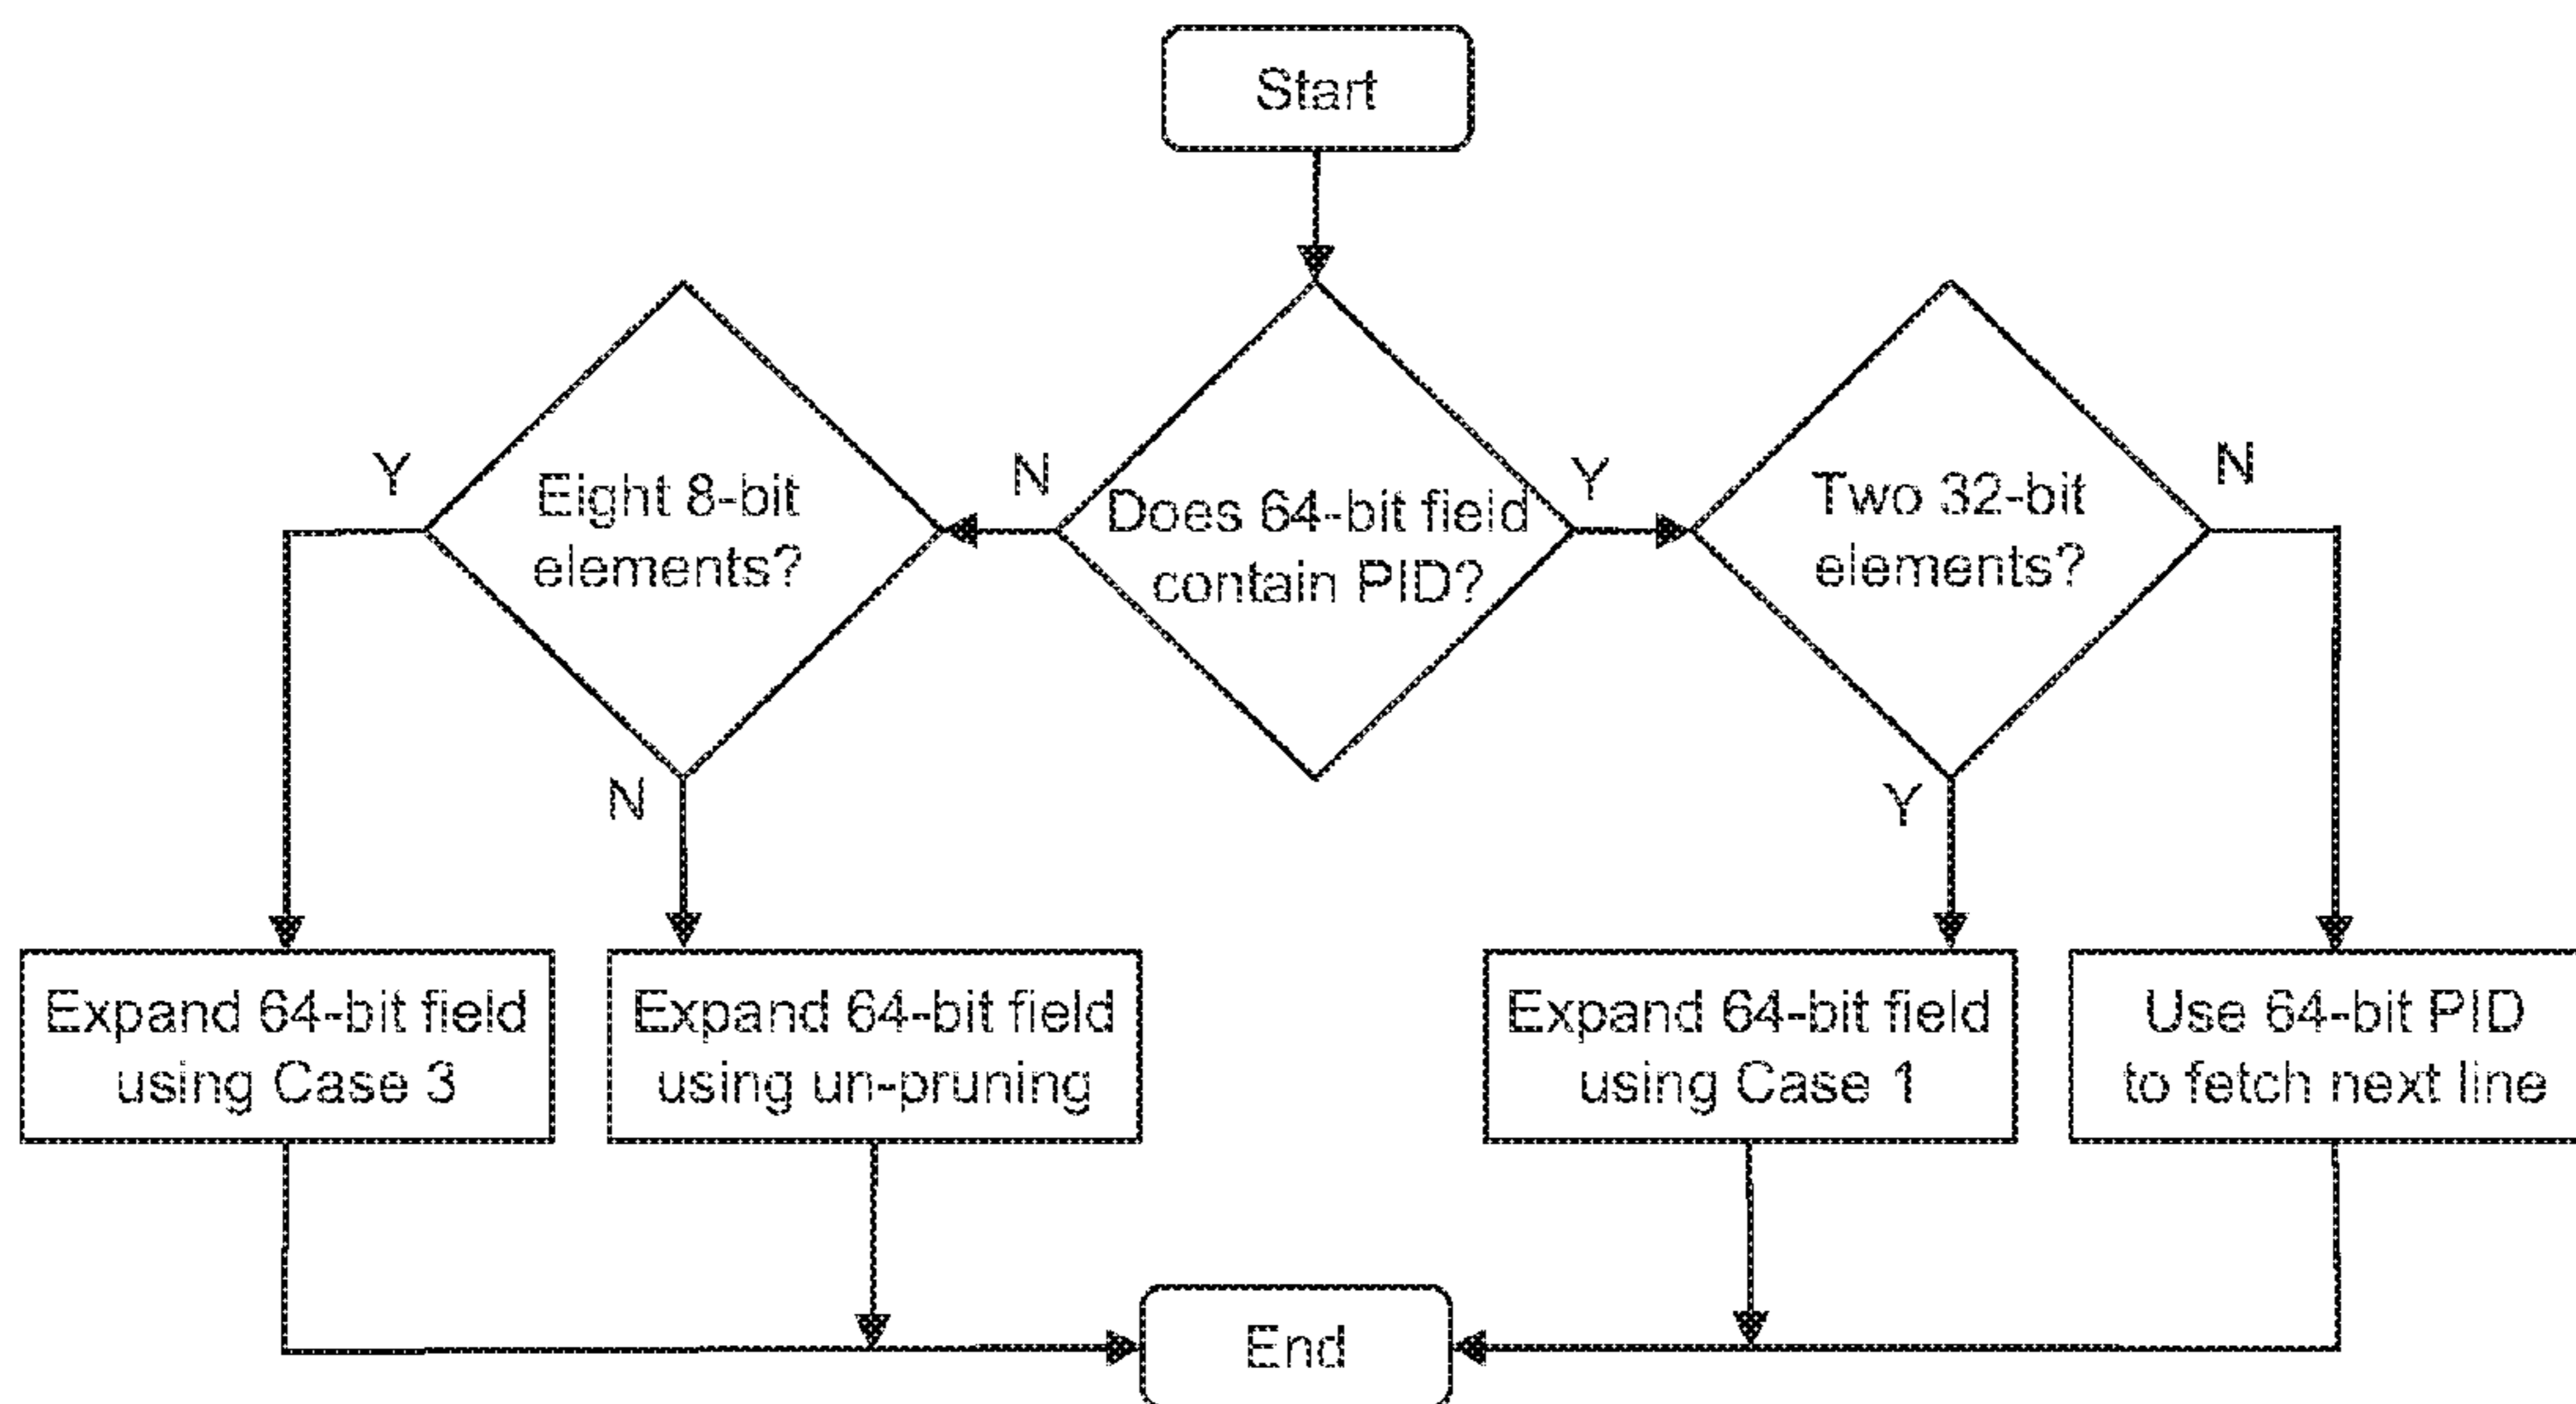 Start
Y
Eight 8-bit
elements?
N
Does 64-bit field
contain PID?
Y
Two 32-bit
elements?
N
N
Y
Expand 64-bit field
using Case 3
Expand 64-bit field
using un-pruning
Expand 64-bit field
using Case 1
Use 64-bit PID
to fetch next line
End